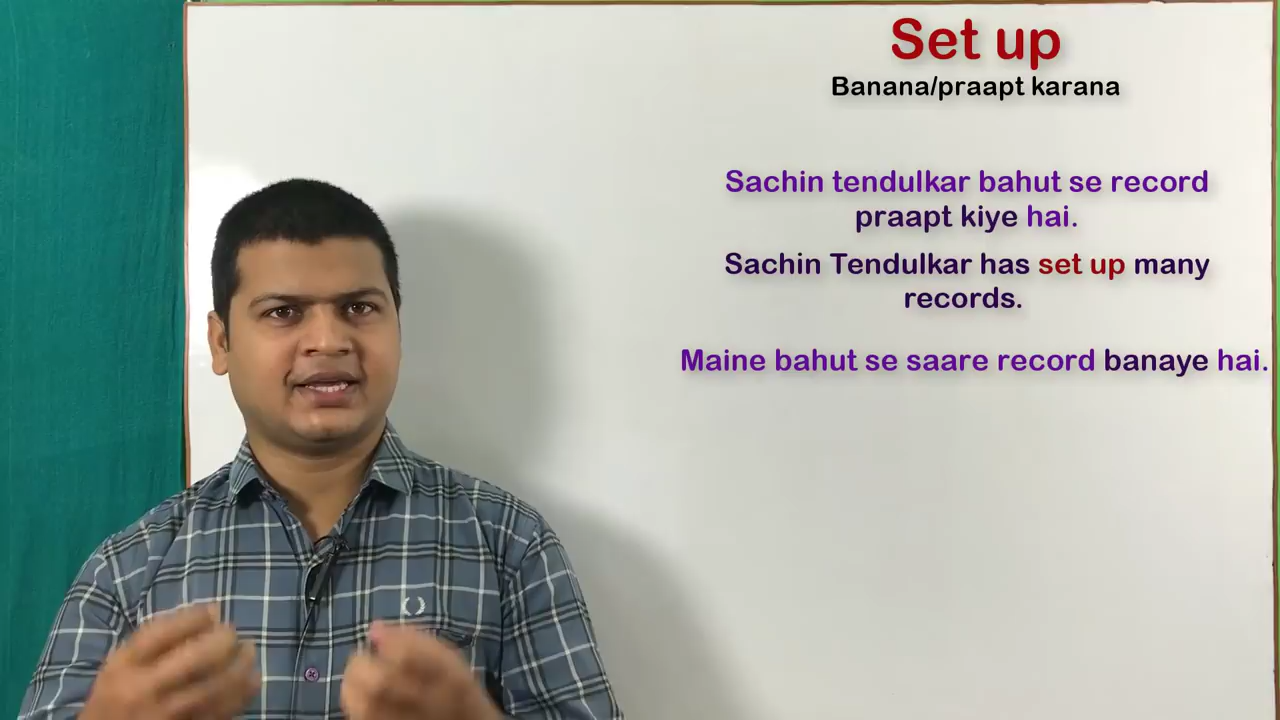 Set up
Banana/praapt karana
Sachin tendulkar bahut se record
praapt kiye hai.
Sachin Tendulkar has set up many
records.
Maine bahut se saare record banaye hai.